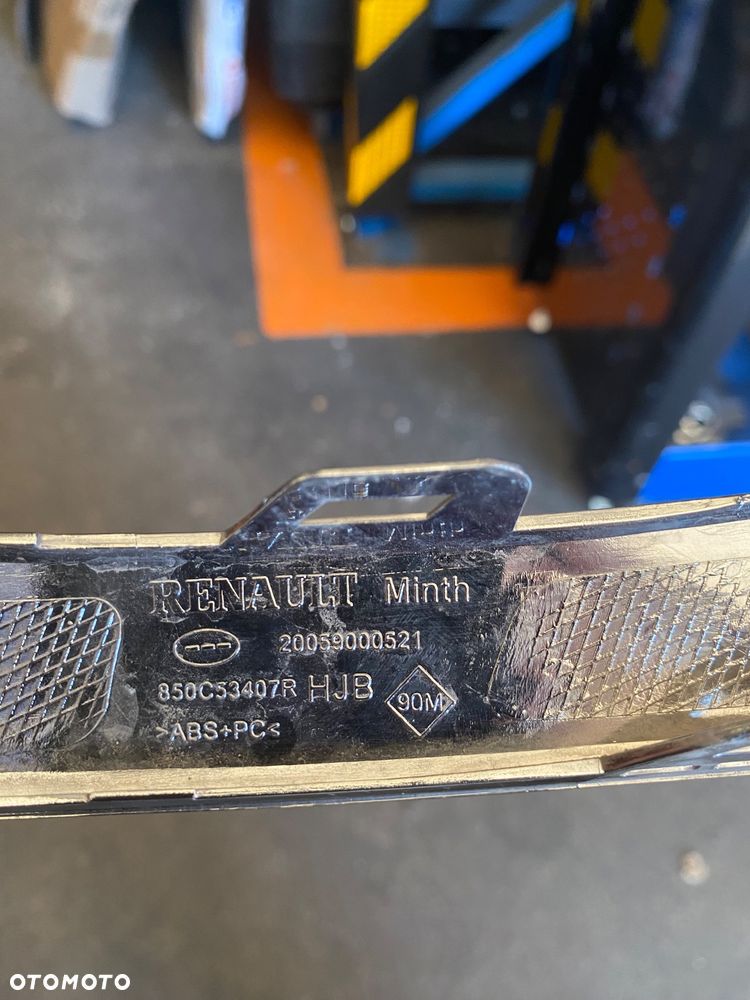 RENAULT Minth
20059000521
850C53407R HJB 90M
>ABS+PC<
OTOMOTO